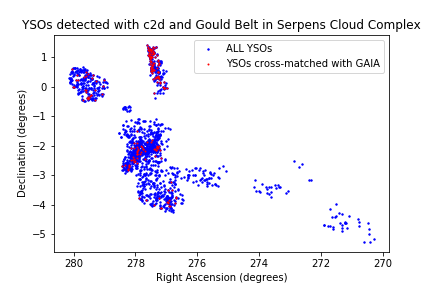 YSOs detected with c2d and Gould Belt in Serpens Cloud Complex
ALL YSOs
YSOs cross-matched with GAIA
1
0
−1
−2
−3
−4
−5
Declination (degrees)
280 278 276 274 272 270
Right Ascension (degrees)